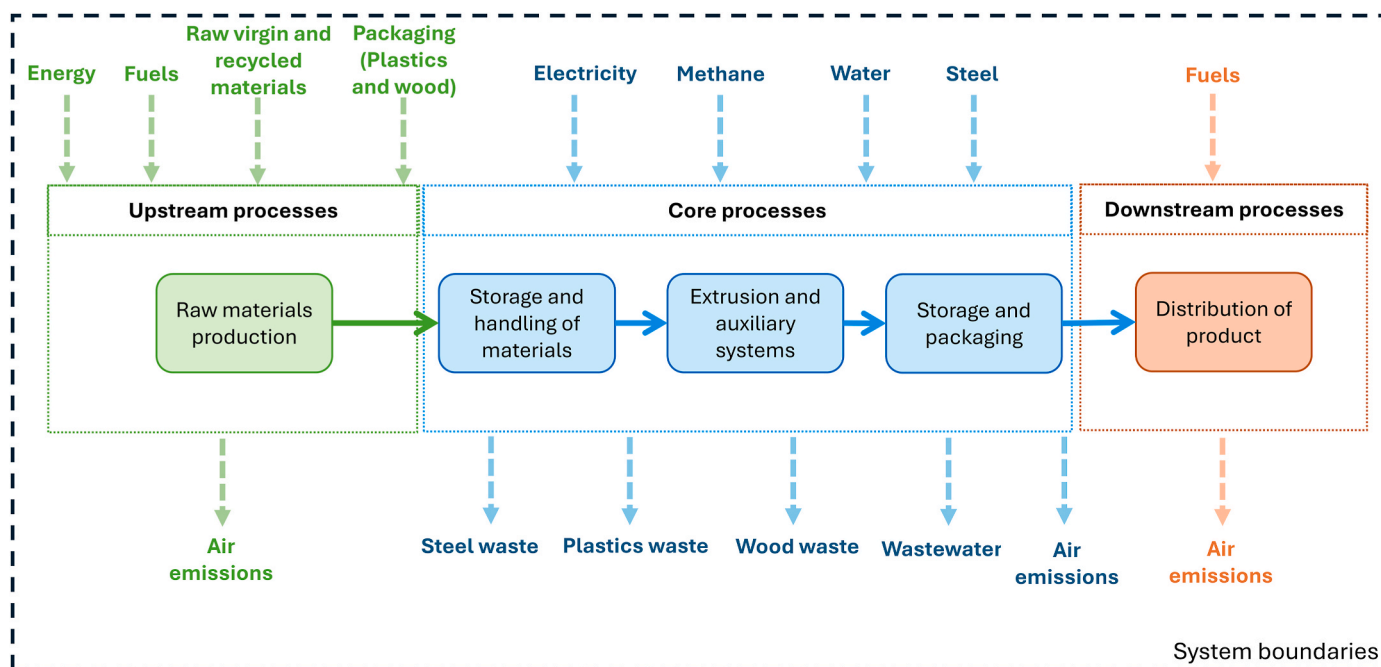 Energy
Fuels
Raw virgin and
recycled
materials
Packaging
(Plastics
and wood)
Electricity
Methane
Water
Steel
Fuels
Upstream processes
Core processes
Downstream processes
Raw materials
production
Storage and
handling of
materials
Extrusion and
auxiliary
systems
Storage and
packaging
Distribution of
product
Air
emissions
Steel waste
Plastics waste
Wood waste
Wastewater
Air
emissions
Air
emissions
System boundaries